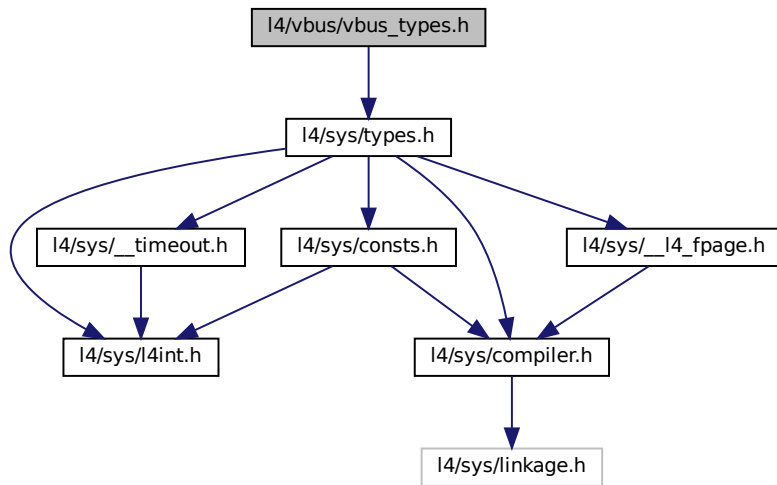 l4/vbus/vbus_types.h
l4/sys/types.h
l4/sys/__timeout.h
l4/sys/consts.h
l4/sys/__l4_fpage.h
l4/sys/l4int.h
l4/sys/compiler.h
l4/sys/linkage.h